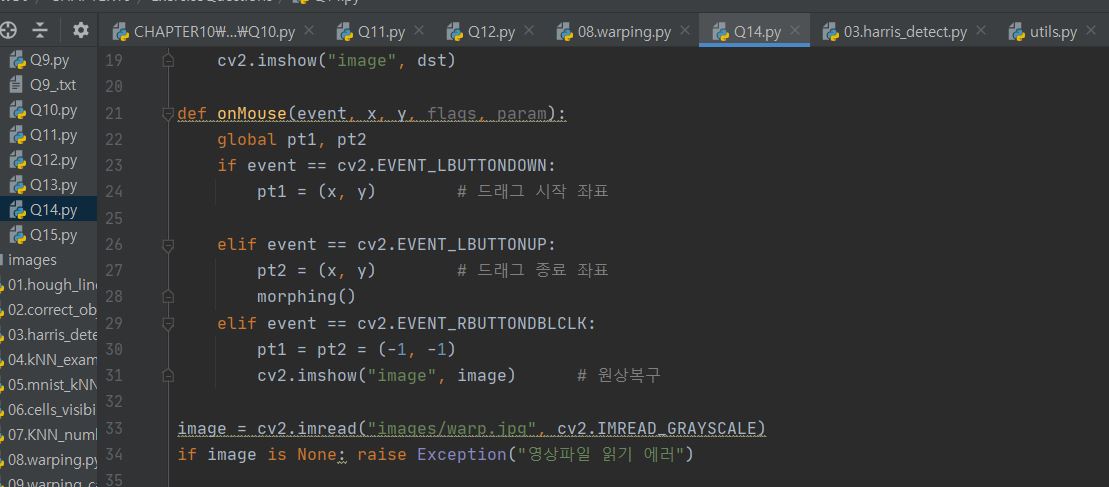 CHAPTER10₩...₩Q10.py
Q11.py
Q12.py
08.warping.py
Q14.py
03.harris_detect.py
utils.py
Q9.py
Q9_.txt
Q10.py
Q11.py
Q12.py
Q13.py
Q14.py
Q15.py
images
01.hough_line
02.correct_obj
03.harris_dete
04.kNN_exam
05.mnist_kNN
06.cells_visibi
07.KNN_numb
08.warping.py
09.warping_ca
19 cv2.imshow("image", dst)
20
21 def onMouse(event, x, y, flags, param):
22 global pt1, pt2
23 if event == cv2.EVENT_LBUTTONDOWN:
24 pt1 = (x, y) # 드래그 시작 좌표
25
26 elif event == cv2.EVENT_LBUTTONUP:
27 pt2 = (x, y) # 드래그 종료 좌표
28 morphing()
29 elif event == cv2.EVENT_RBUTTONDBLCLK:
30 pt1 = pt2 = (-1, -1)
31 cv2.imshow("image", image) # 원상복구
32
33 image = cv2.imread("images/warp.jpg", cv2.IMREAD_GRAYSCALE)
34 if image is None: raise Exception("영상파일 읽기 에러")
35